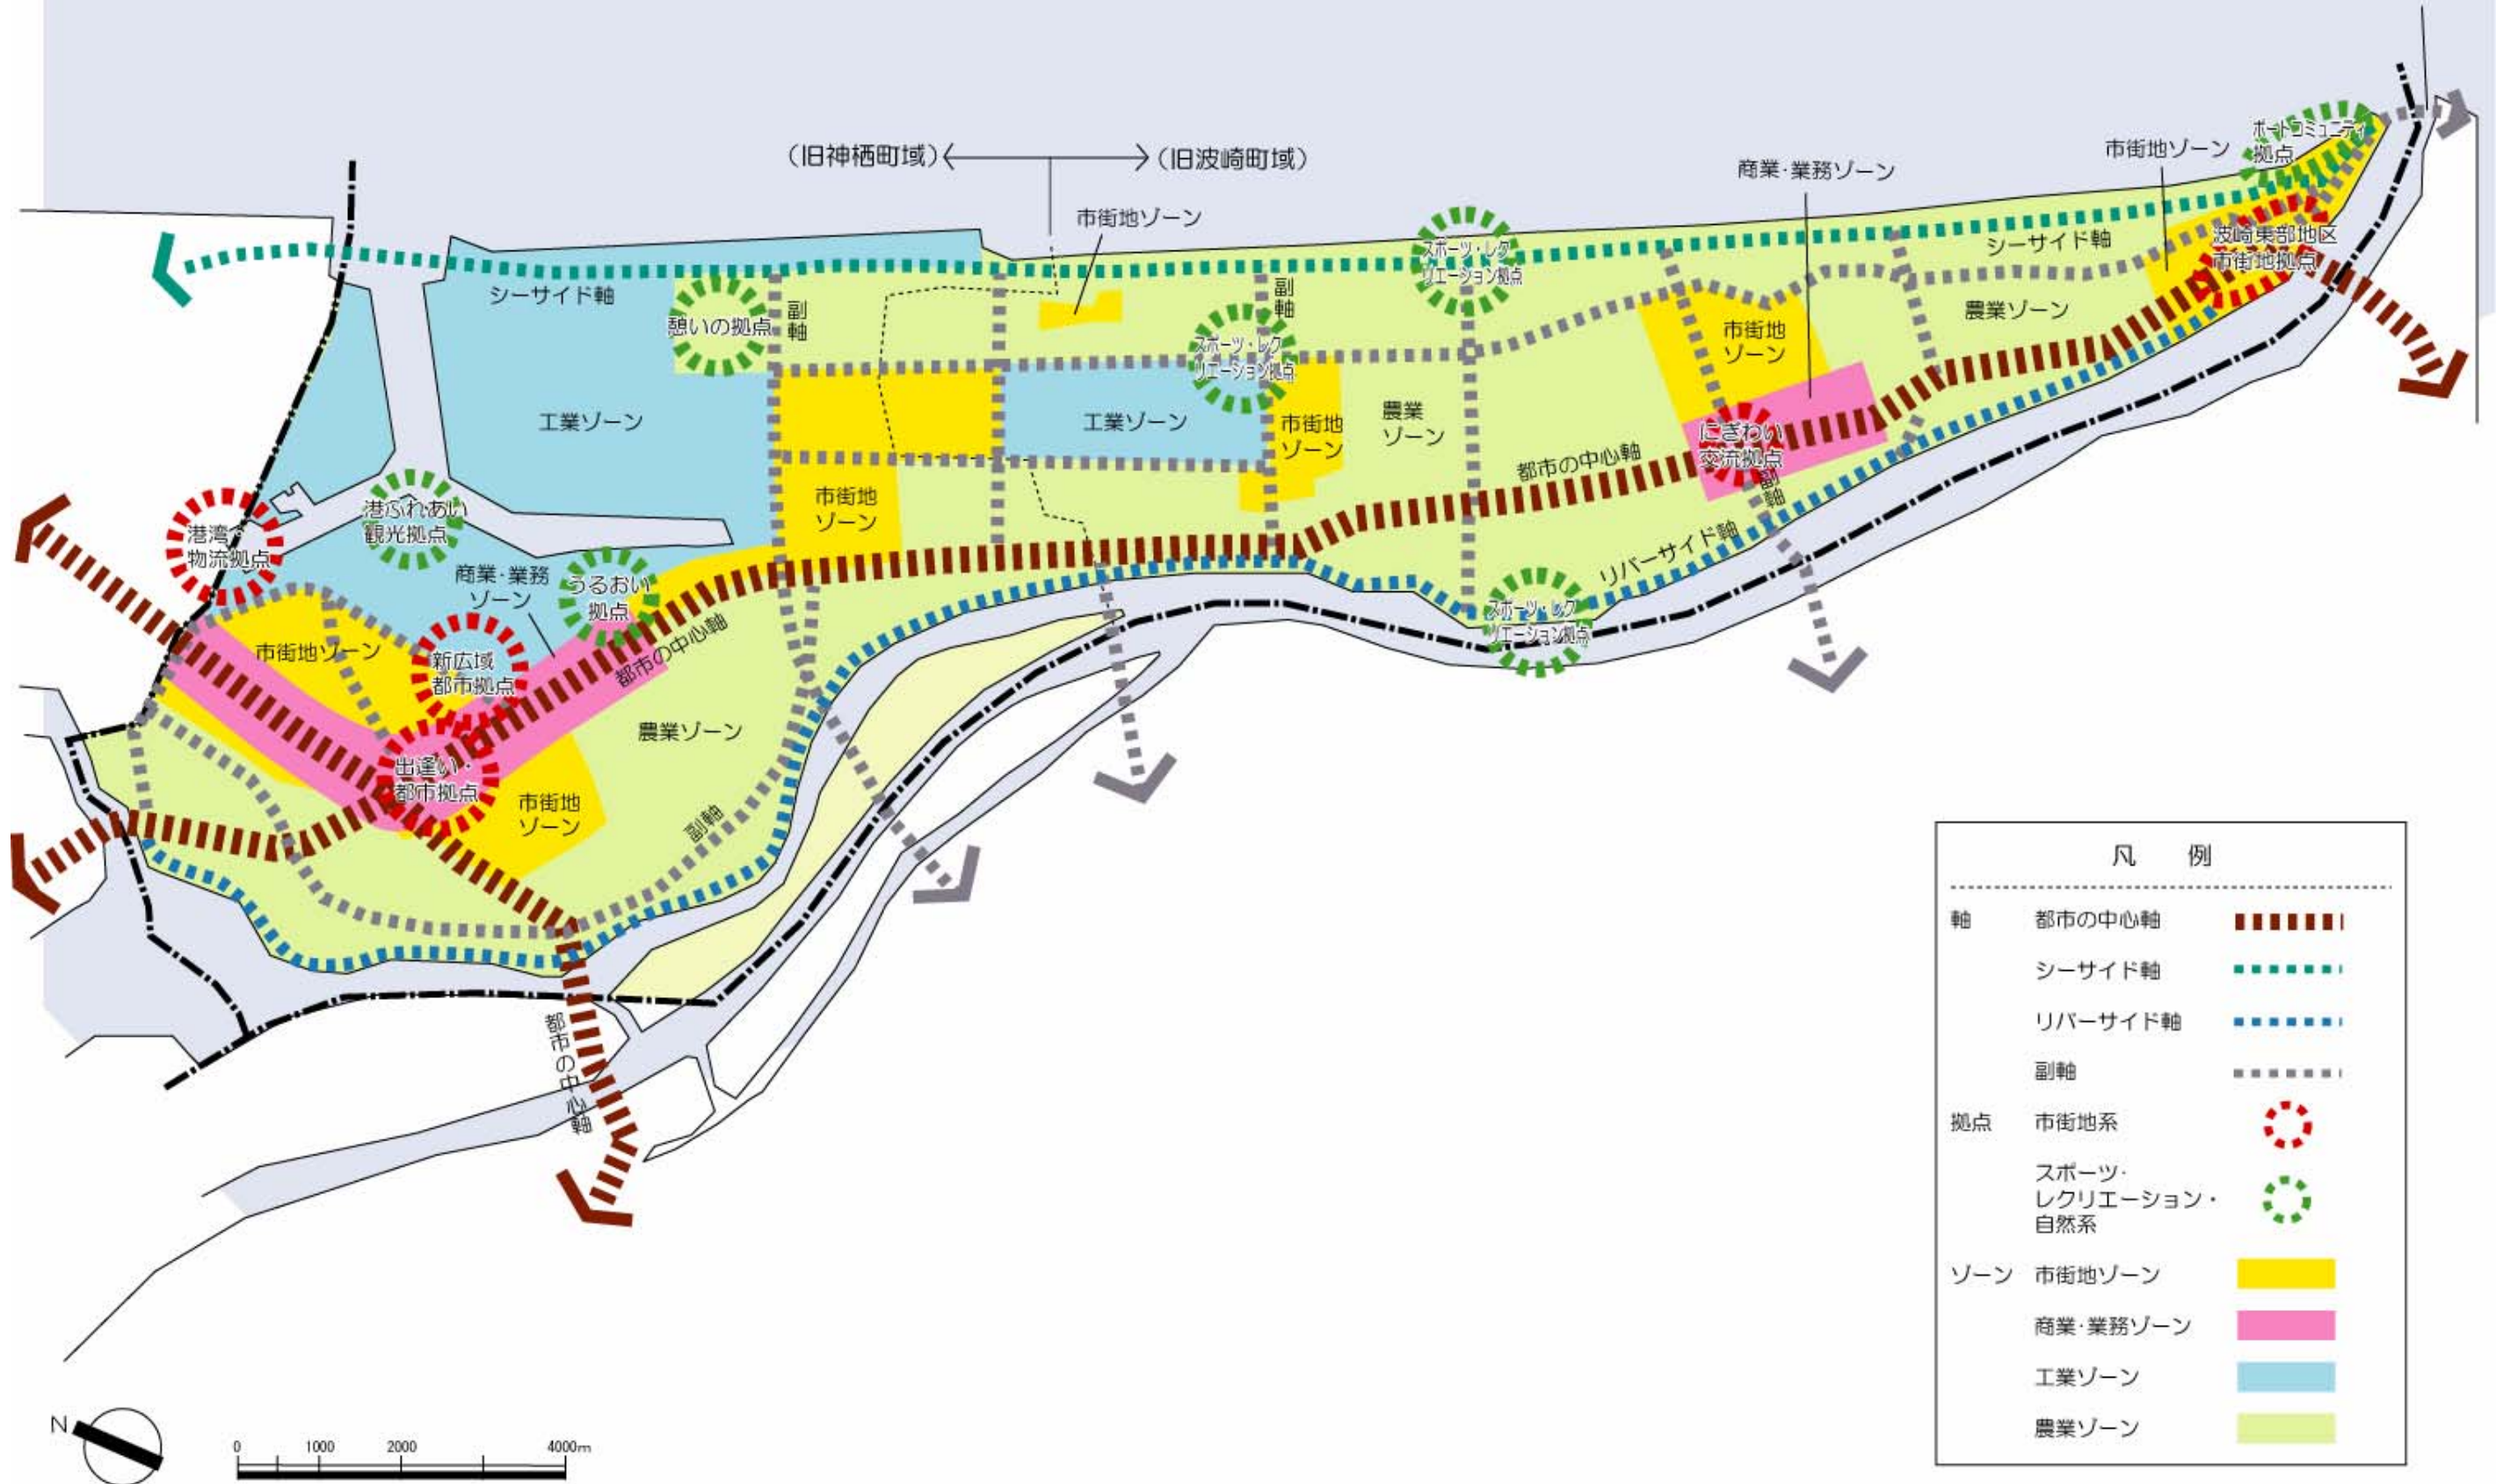 (旧神栖町域)
(旧波崎町域)
市街地ゾーン
商業・業務ゾーン
市街地ゾーン
ポートコミュニティ
拠点
波崎東部地区
市街地拠点
シーサイド軸
シーサイド軸
憩いの拠点
副軸
副軸
スポーツ・レク
リエーション拠点
スポーツ・レク
リエーション拠点
農業ゾーン
市街地
ゾーン
工業ゾーン
工業ゾーン
市街地
ゾーン
農業
ゾーン
都市の中心軸
にぎわい
交流拠点
副軸
市街地
ゾーン
港湾・
物流拠点
港ふれあい
観光拠点
商業・業務
ゾーン
うるおい
拠点
リバーサイド軸
スポーツ・レク
リエーション拠点
市街地ゾーン
新広域
都市拠点
都市の中心軸
農業ゾーン
出逢い・
都市拠点
市街地
ゾーン
副軸
都市の中心軸
凡 例
軸 都市の中心軸
シーサイド軸
リバーサイド軸
副軸
拠点 市街地系
スポーツ・
レクリエーション・
自然系
ゾーン 市街地ゾーン
商業・業務ゾーン
工業ゾーン
農業ゾーン
N
0 1000 2000 4000m